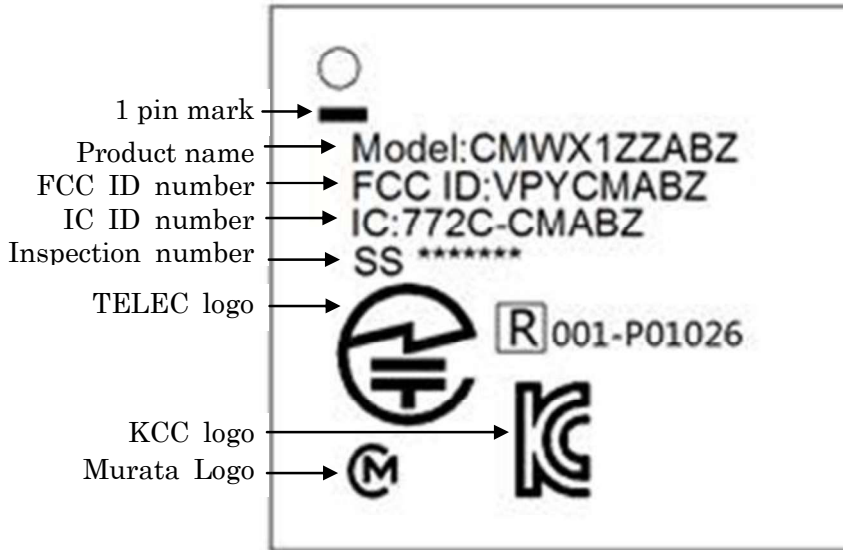 1 pin mark
Product name Model:CMWX1ZZABZ
FCC ID number FCC ID:VPYCMABZ
IC ID number IC:772C-CMABZ
Inspection number SS *******
TELEC logo
R 001-P01026
KCC logo
Murata Logo